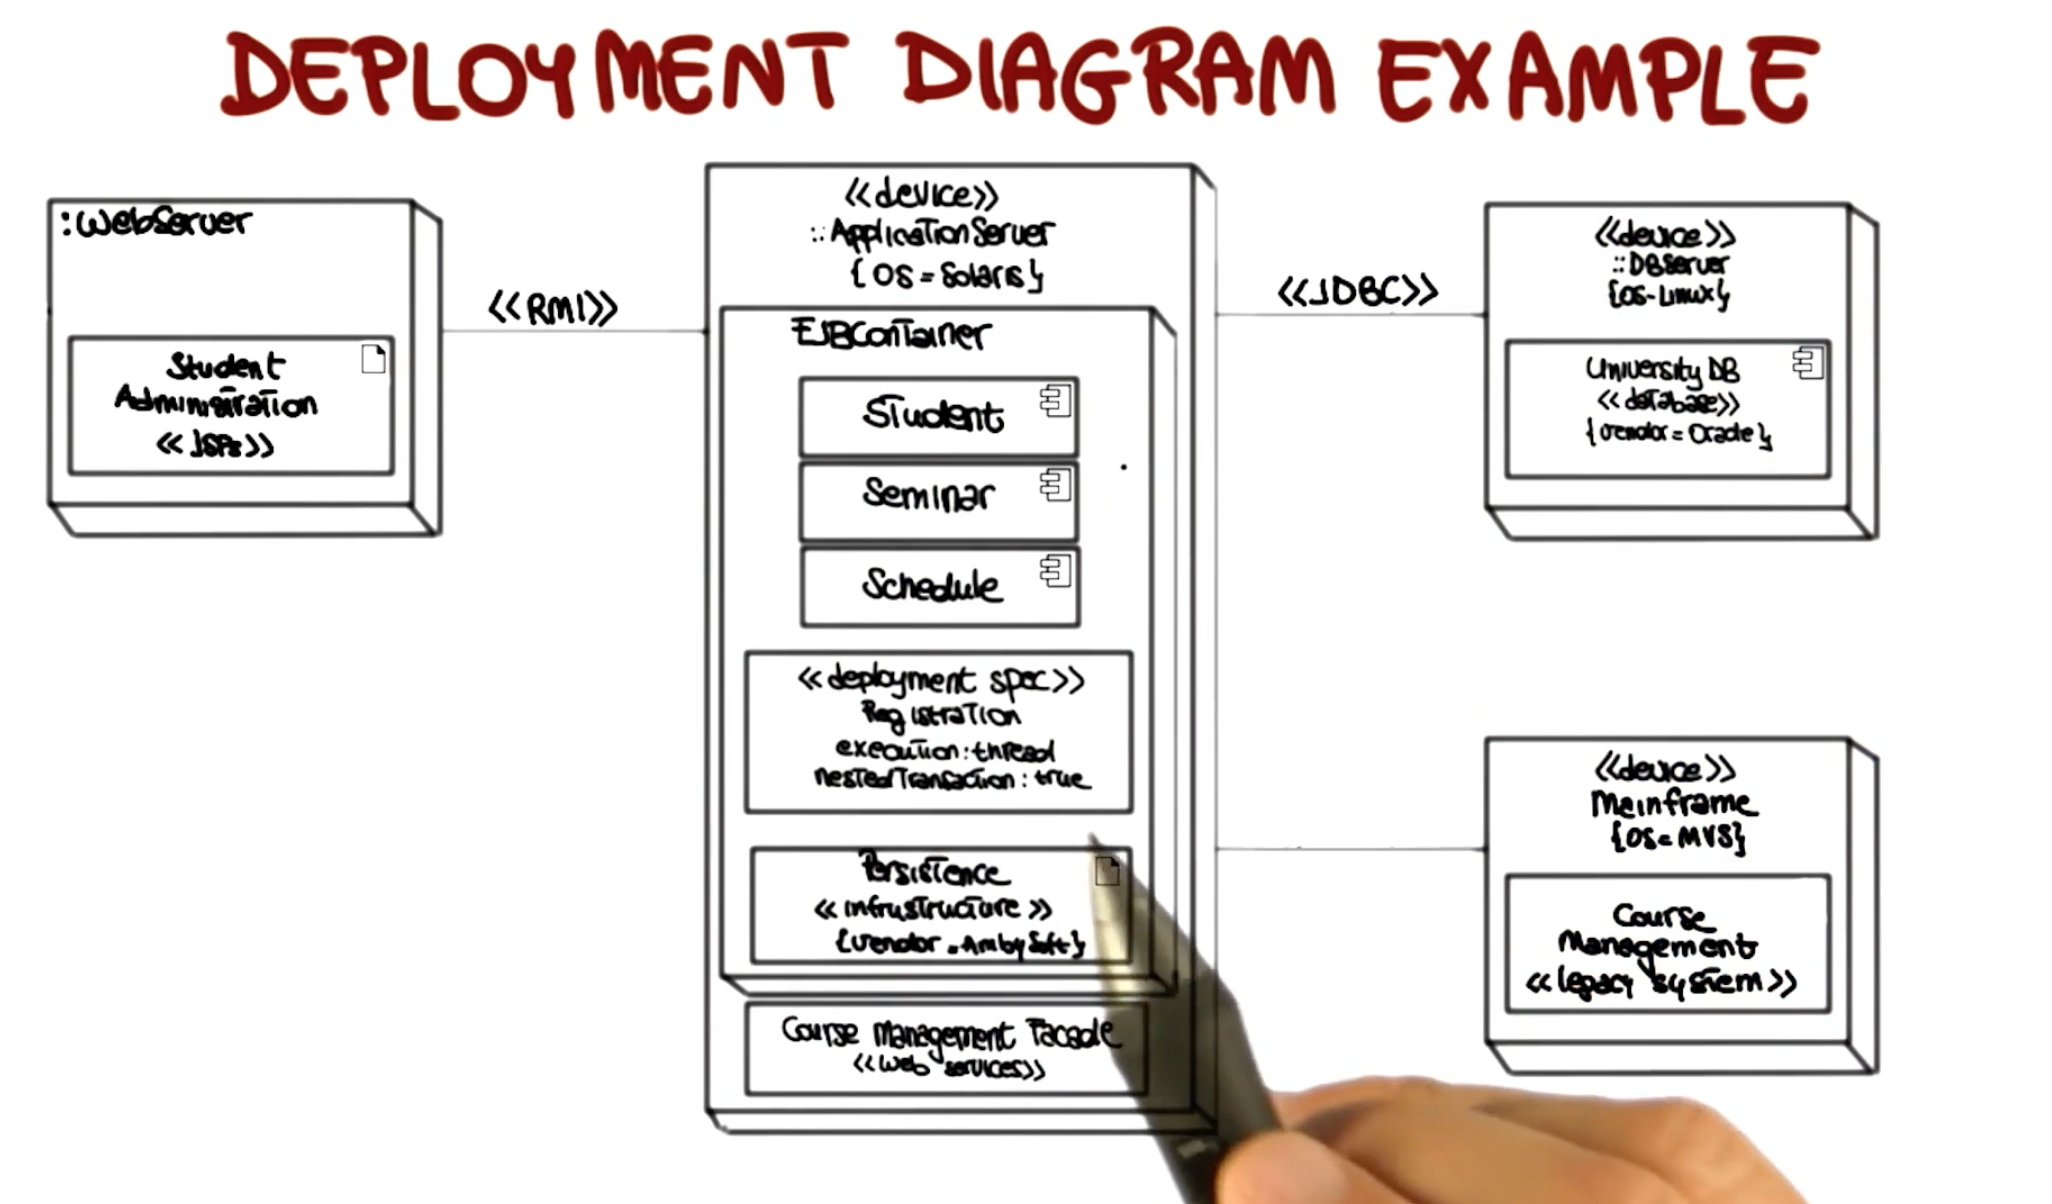 DEPLOYMENT DIAGRAM EXAMPLE
:WebServer
Student
Administration
<<JSPs>>
<<RMI>>
<<device>>
::ApplicationServer
{OS=Solaris}
EJBContainer
Student
Seminar
Schedule
<<deployment spec>>
Registration
execution:thread
nestedTransaction:true
Persistence
<<infrastructure>>
{vendor=AmbySoft}
Course Management Facade
<<web services>>
<<JDBC>>
<<device>>
::DBServer
{OS-Linux}
University DB
<<database>>
{vendor=Oracle}
<<device>>
Mainframe
{OS=MVS}
Course
Management
<<legacy system>>